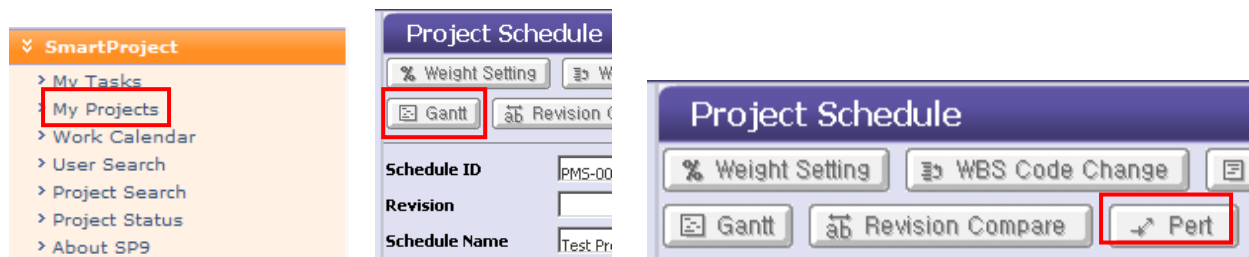 SmartProject
My Tasks
My Projects
Work Calendar
User Search
Project Search
Project Status
About SP9
Project Schedule
Weight Setting
Gantt
Revision
Schedule ID
PMS-00
Revision
Schedule Name
Test Pr
Project Schedule
Weight Setting WBS Code Change
Gantt Revision Compare Pert